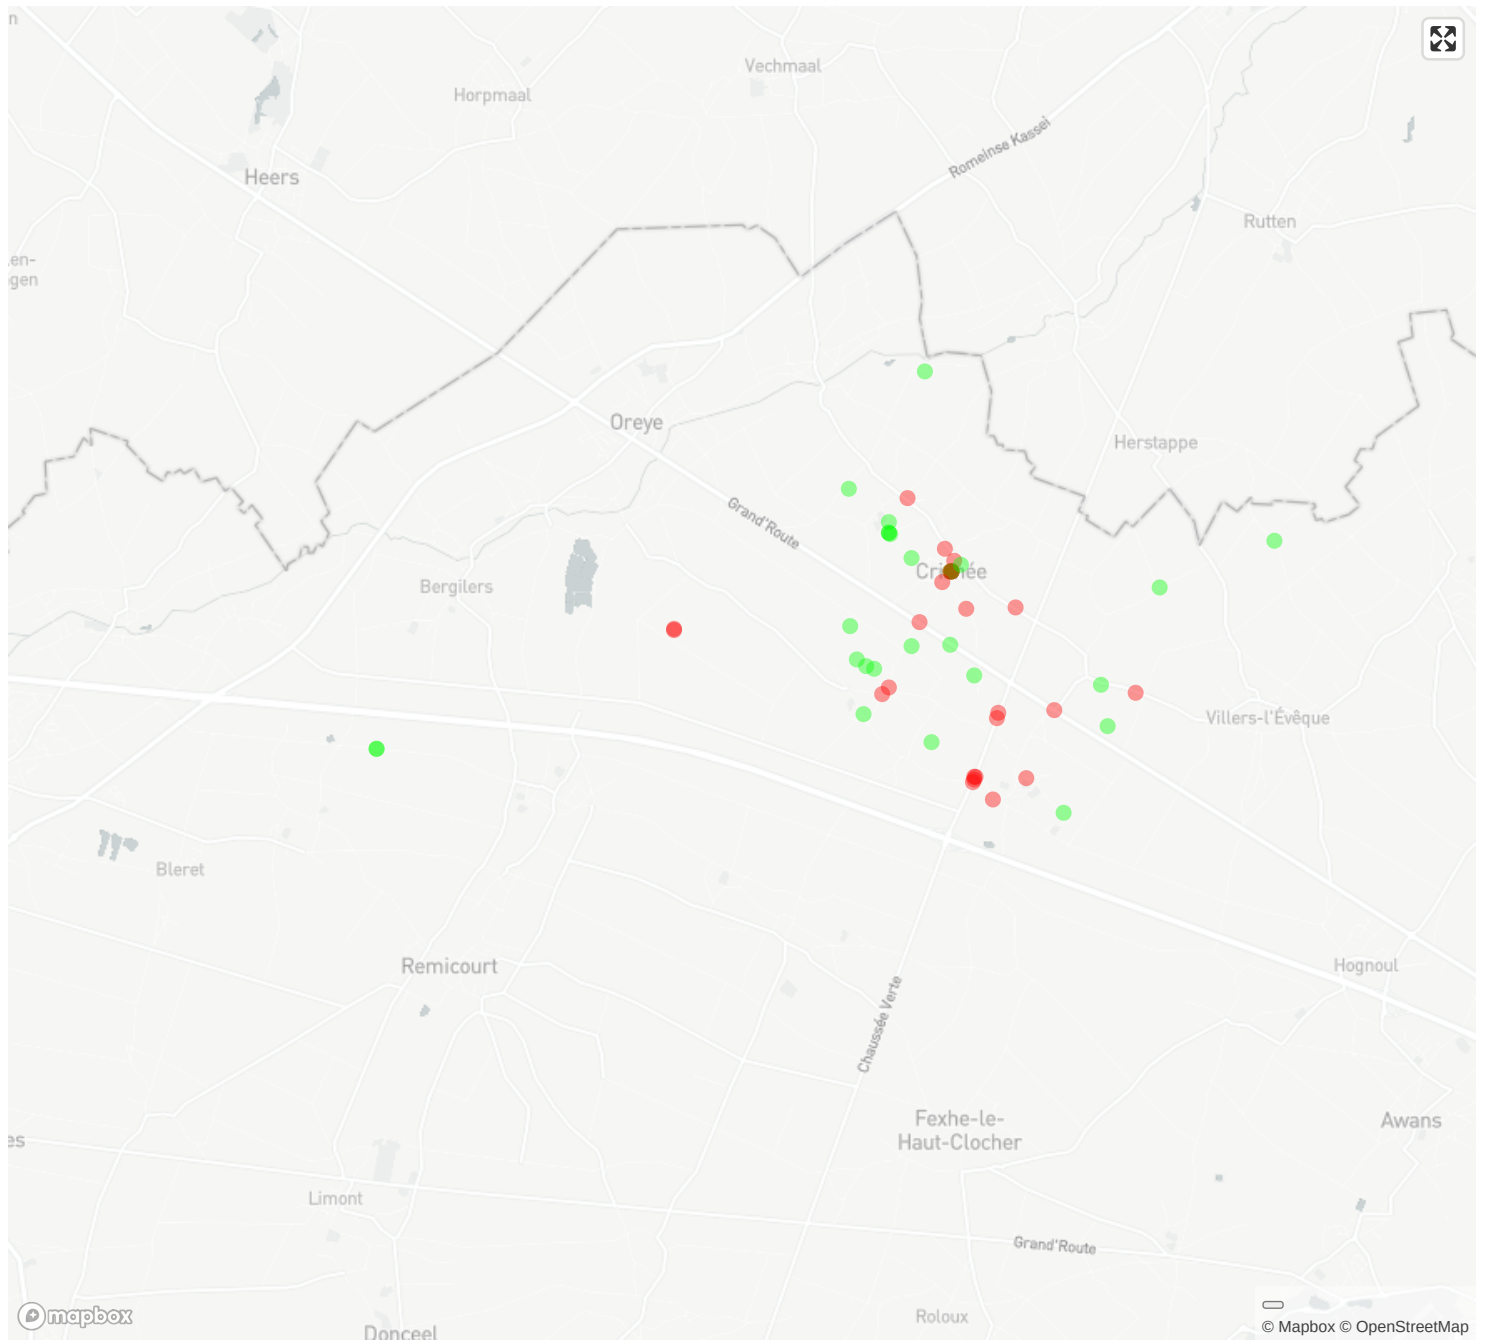 Vechmaal
Horpmaal
Romeinse Kassei
Heers
Rutten
Oreye
Herstappe
Grand'Route
Bergilers
Villers-l'Évêque
Bleret
Remicourt
Hognoul
Chaussée Verte
Fexhe-le-
Haut-Clocher
Awans
Limont
Grand'Route
Roloux
mapbox
© Mapbox © OpenStreetMap
Donceel